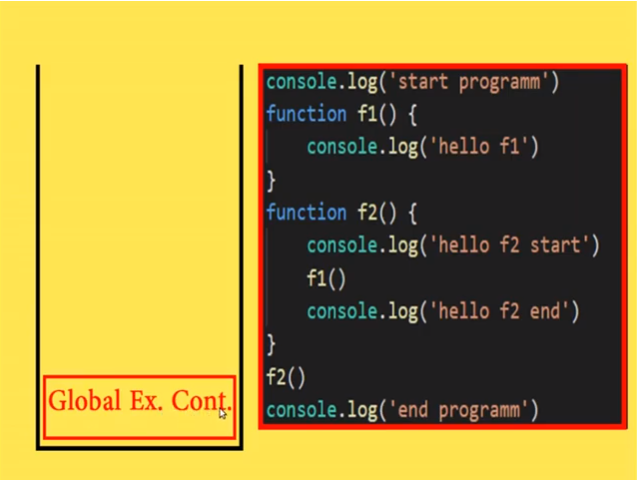 Global Ex. Cont.
console.log('start programm')
function f1() {
    console.log('hello f1')
}
function f2() {
    console.log('hello f2 start')
    f1()
    console.log('hello f2 end')
}
f2()
console.log('end programm')